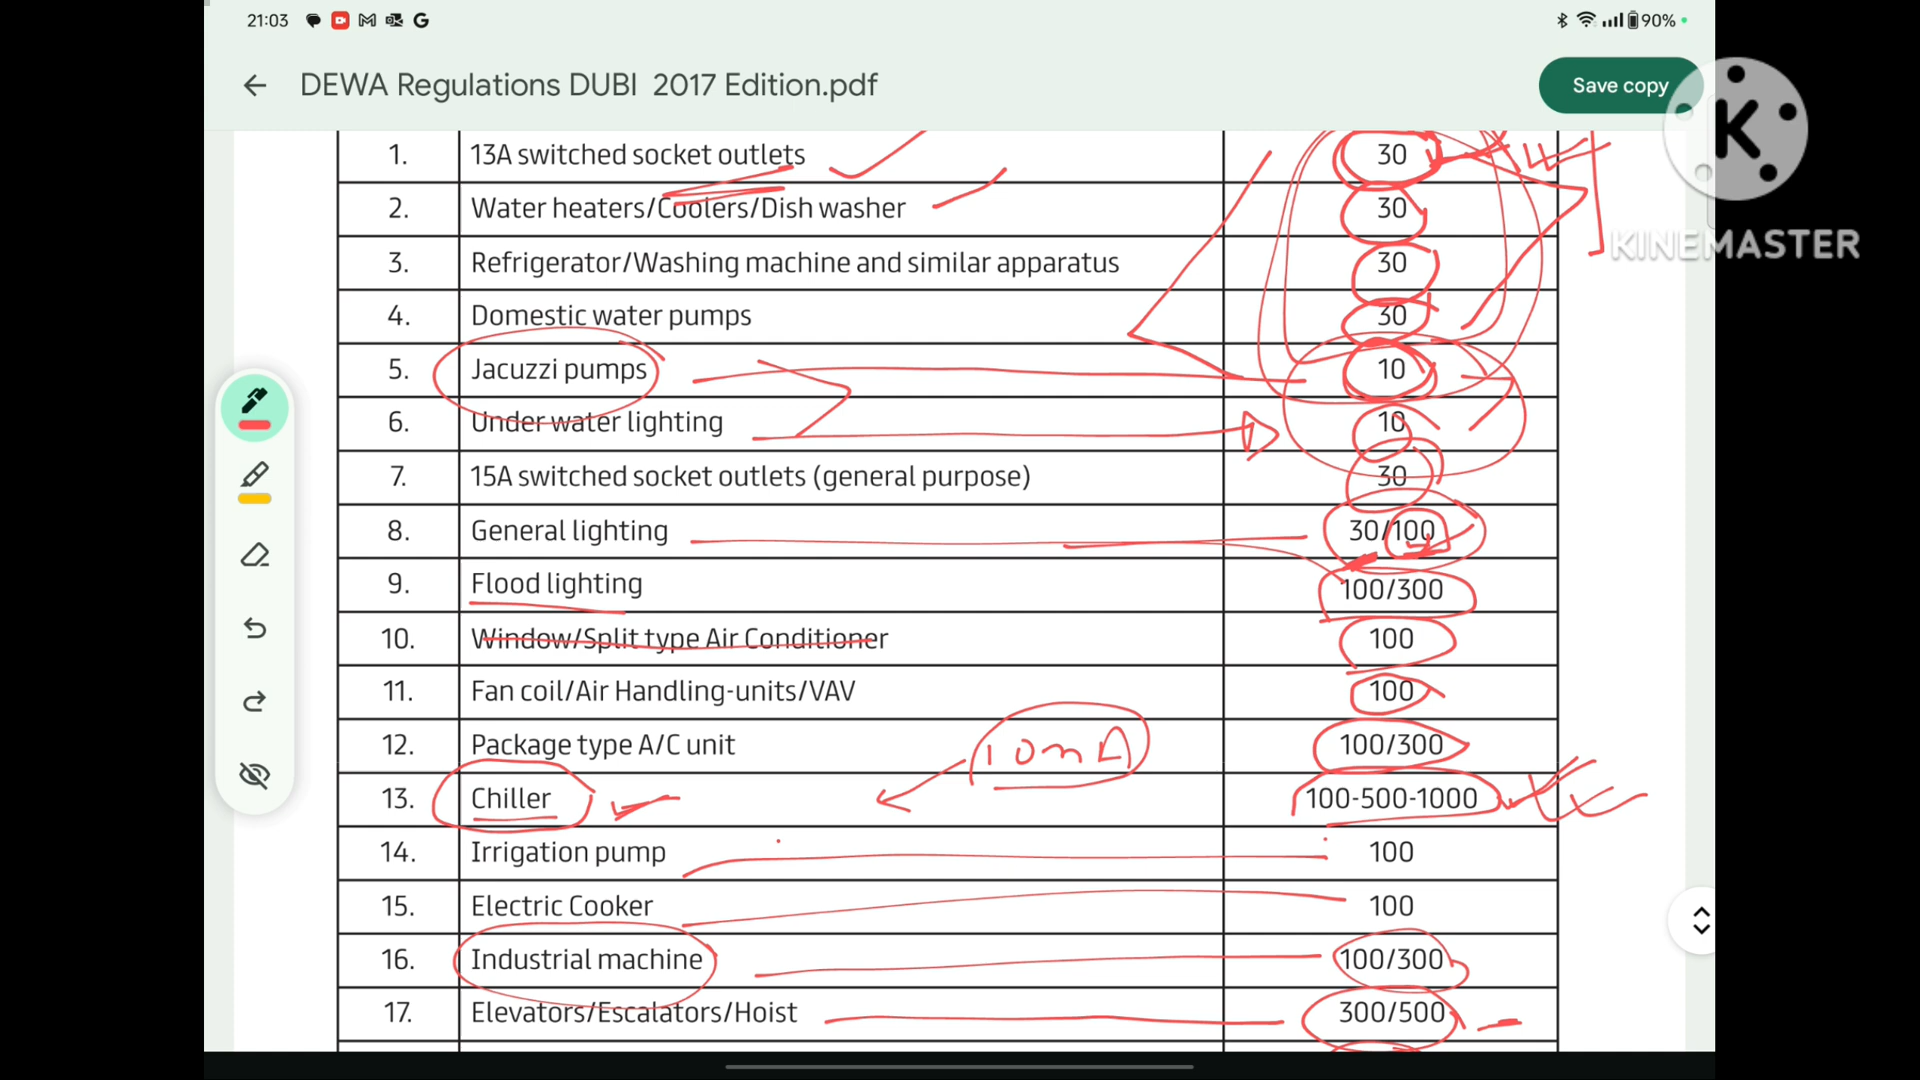 21:03
90%
DEWA Regulations DUBI 2017 Edition.pdf
Save copy
K
KINEMASTER
1. 13A switched socket outlets 30
2. Water heaters/Coolers/Dish washer 30
3. Refrigerator/Washing machine and similar apparatus 30
4. Domestic water pumps 30
5. Jacuzzi pumps 10
6. Under water lighting 10
7. 15A switched socket outlets (general purpose) 30
8. General lighting 30/100
9. Flood lighting 100/300
10. Window/Split type Air Conditioner 100
11. Fan coil/Air Handling-units/VAV 100
12. Package type A/C unit 100/300
10mA
13. Chiller 100-500-1000
14. Irrigation pump 100
15. Electric Cooker 100
16. Industrial machine 100/300
17. Elevators/Escalators/Hoist 300/500